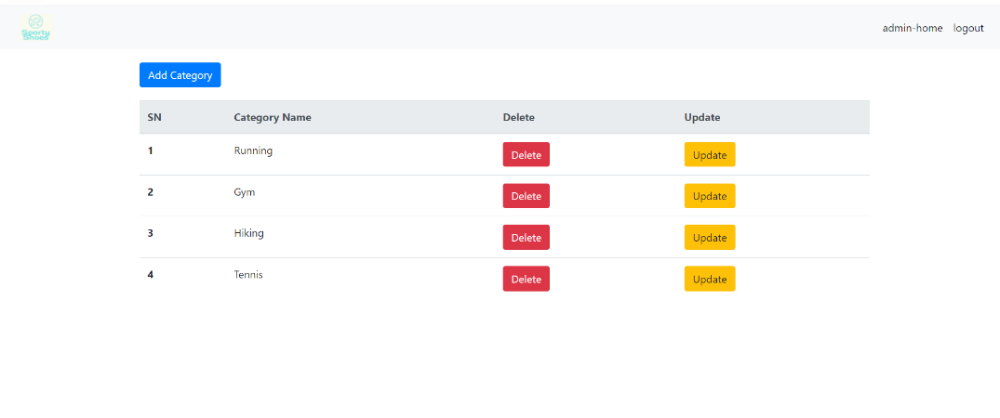 Sporty
Shoes
admin-home logout
Add Category
SN Category Name Delete Update
1 Running Delete Update
2 Gym Delete Update
3 Hiking Delete Update
4 Tennis Delete Update